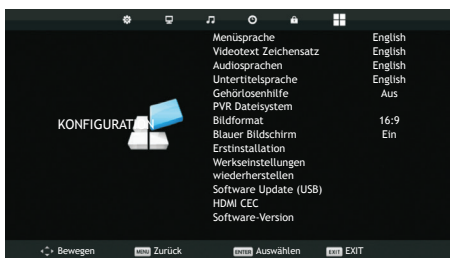 Menüsprache English
Videotext Zeichensatz English
Audiosprachen English
Untertitelsprache English
Gehörlosenhilfe Aus
PVR Dateisystem
KONFIGURATION
Bildformat 16:9
Blauer Bildschirm Ein
Erstinstallation
Werkseinstellungen
wiederherstellen
Software Update (USB)
HDMI CEC
Software-Version
Bewegen MENU Zurück ENTER Auswählen EXIT EXIT